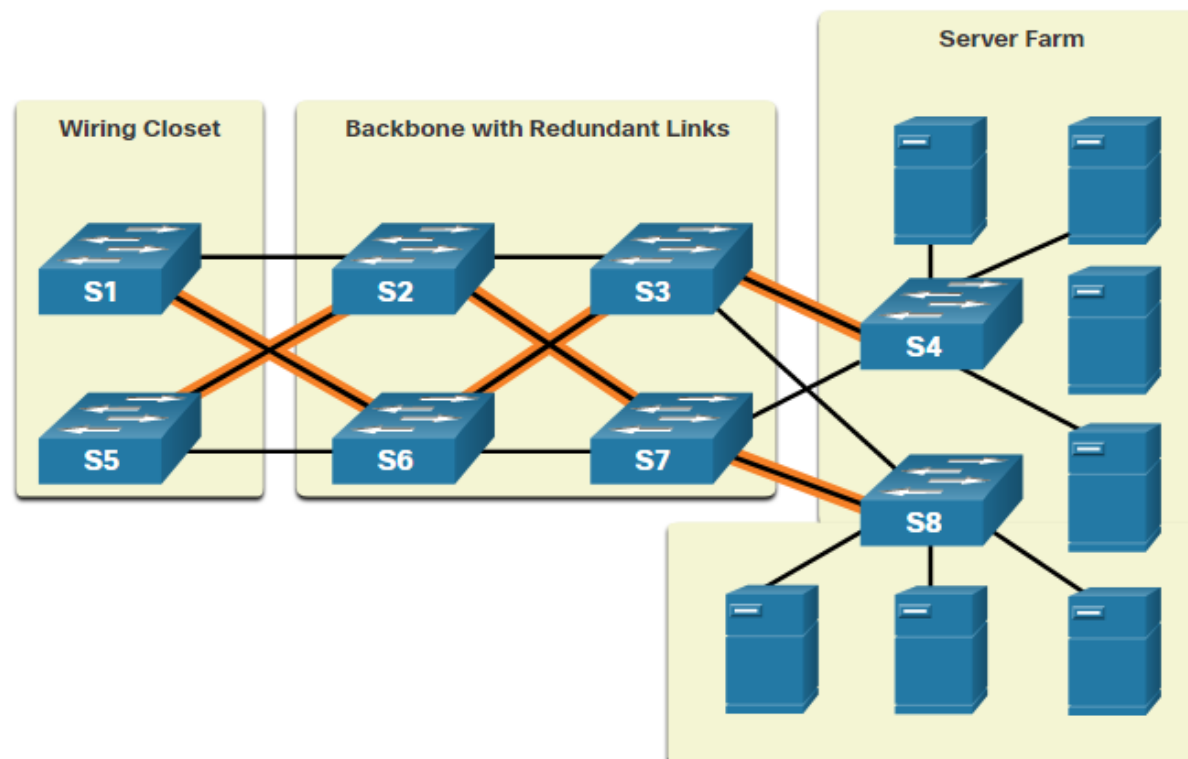 Server Farm
Wiring Closet
Backbone with Redundant Links
S1
S2
S3
S4
S5
S6
S7
S8